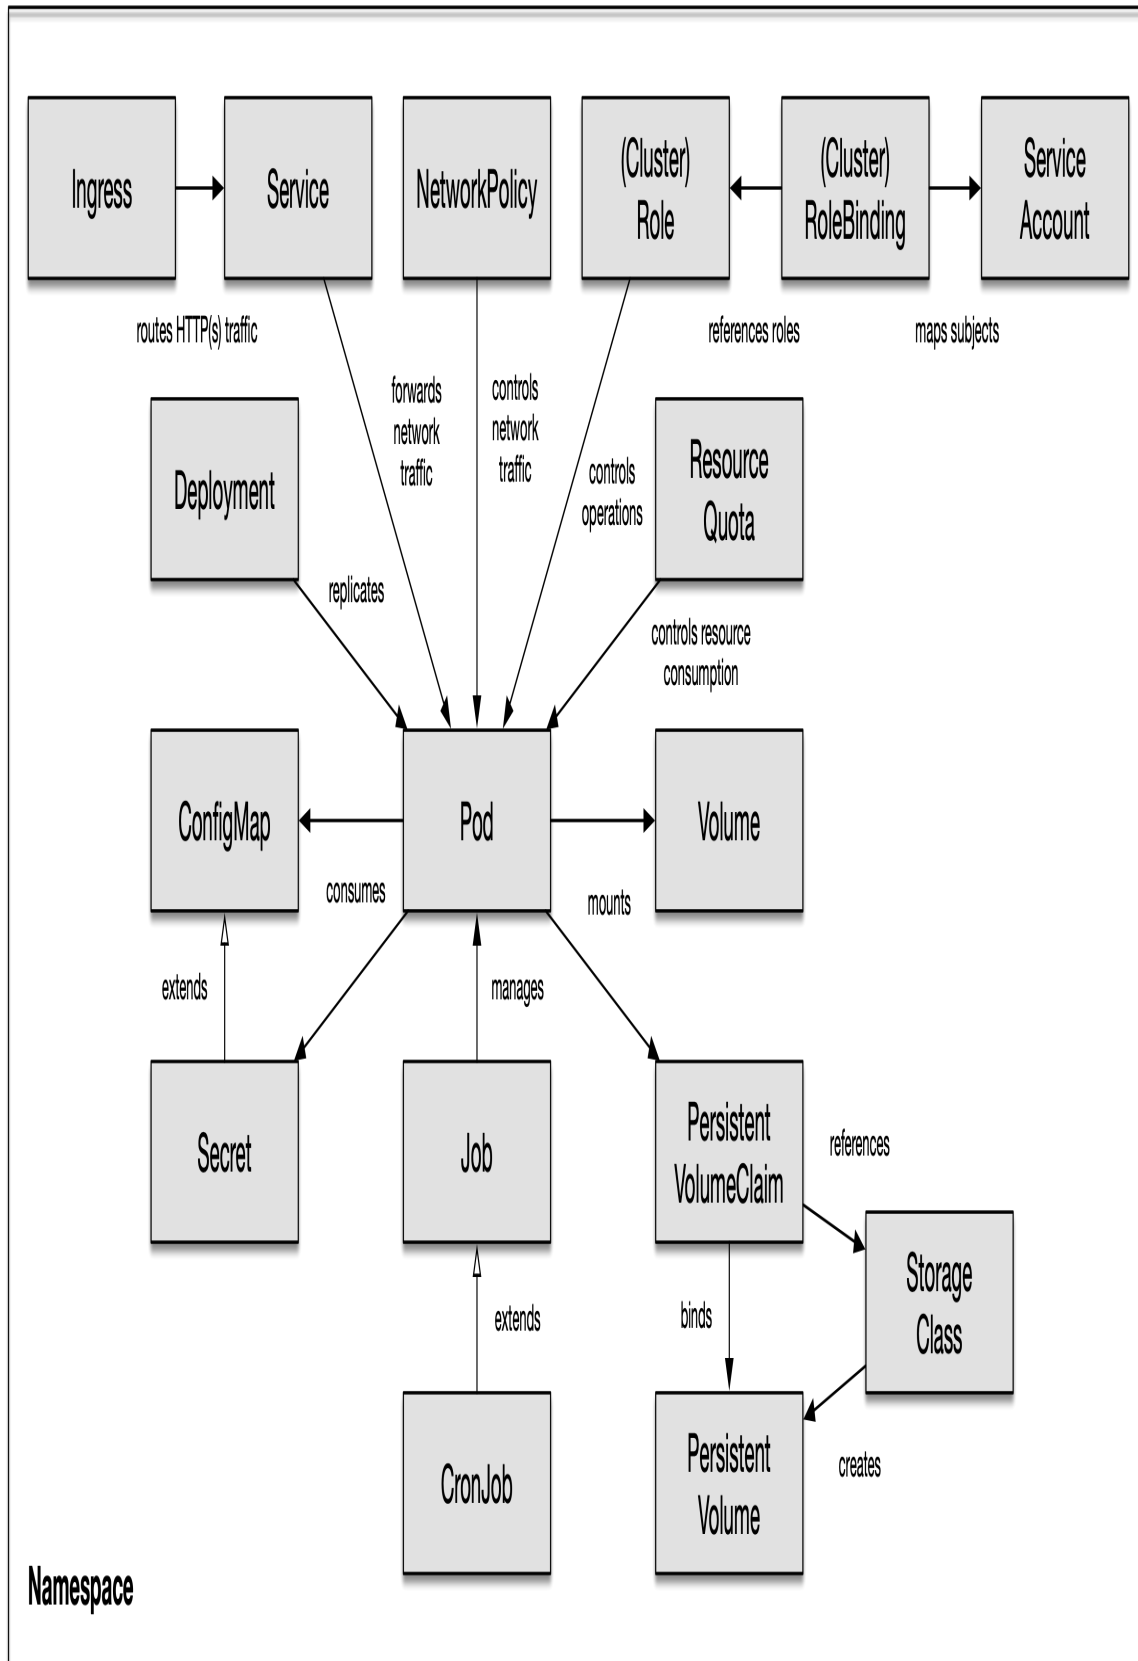 Ingress
Service
NetworkPolicy
(Cluster)
Role
(Cluster)
RoleBinding
Service
Account
routes HTTP(s) traffic
references roles
maps subjects
forwards
network
traffic
controls
network
traffic
controls
operations
Deployment
Resource
Quota
replicates
controls resource
consumption
ConfigMap
Pod
Volume
consumes
mounts
extends
manages
Secret
Job
Persistent
VolumeClaim
references
Storage
Class
extends
binds
creates
CronJob
Persistent
Volume
Namespace